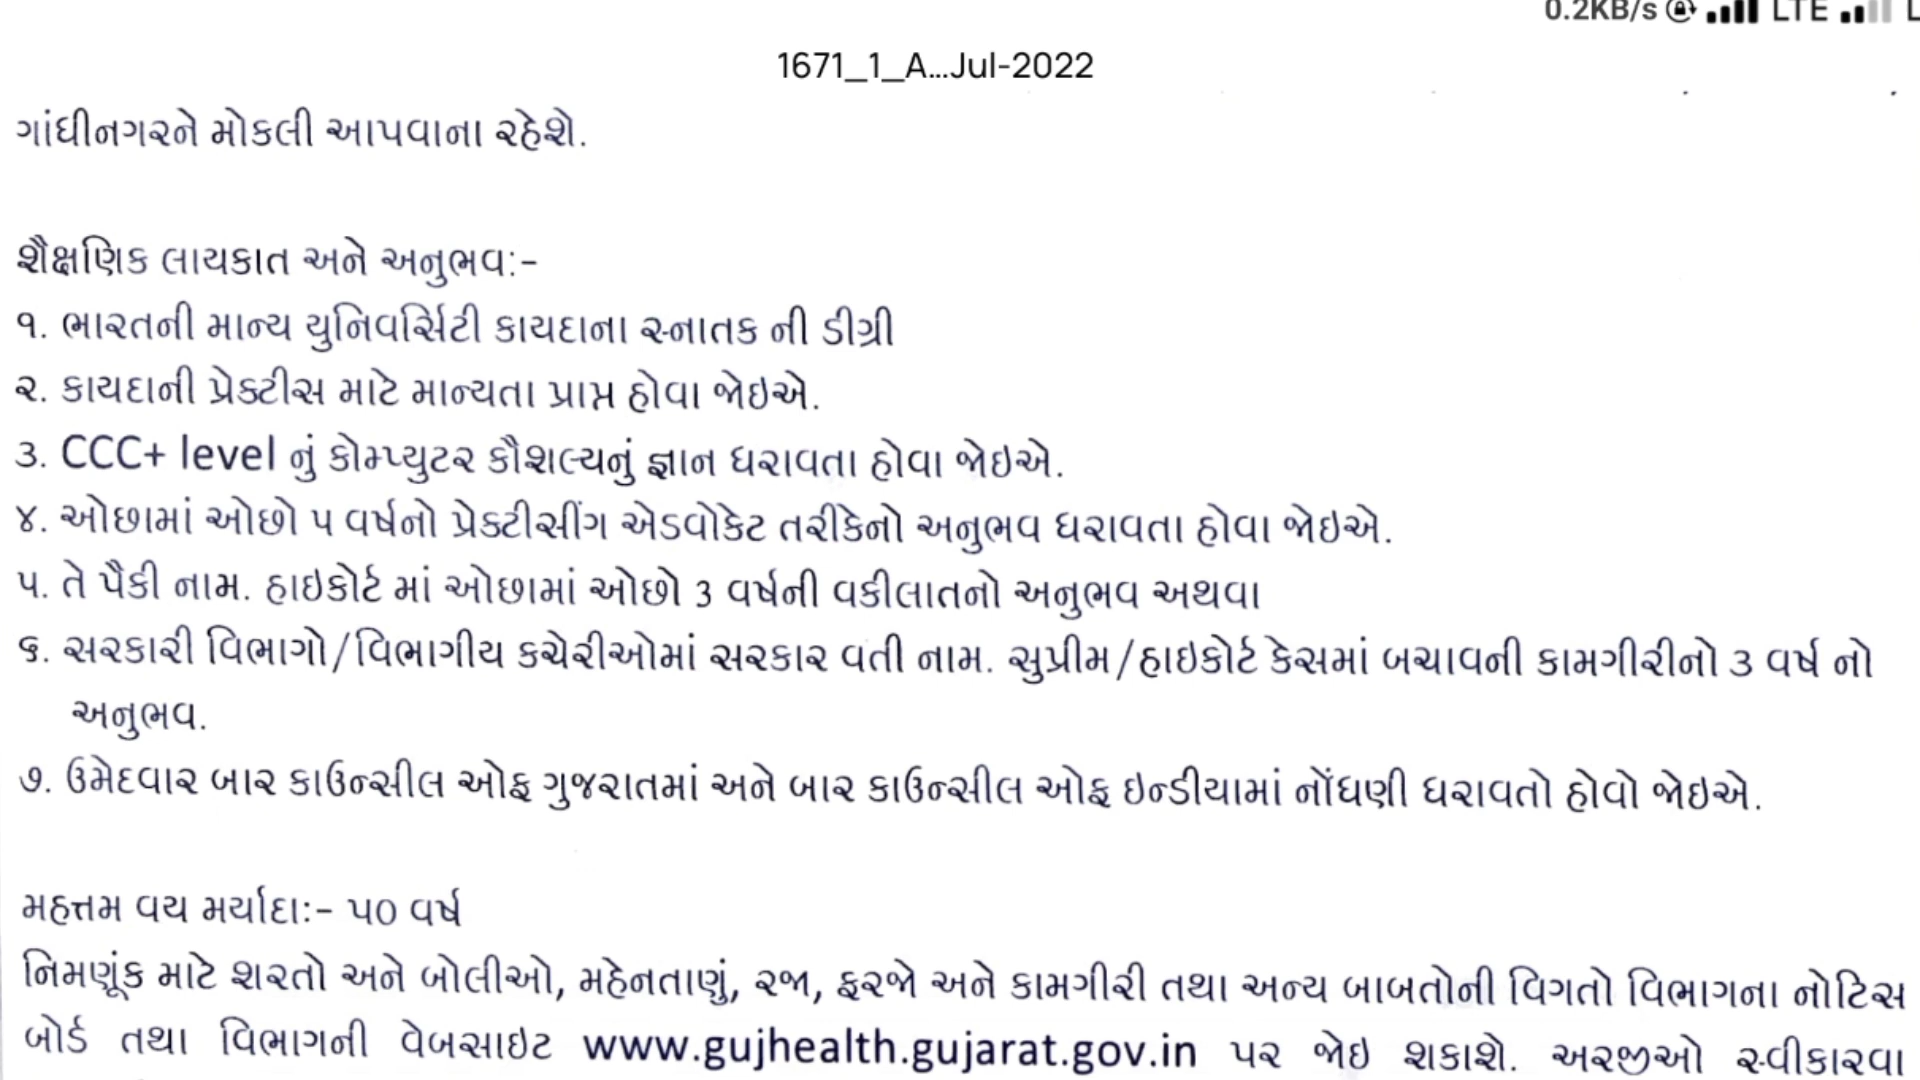 0.2KB/s LTE
1671_1_A...Jul-2022
ગાંધીનગરને મોકલી આપવાના રહેશે.
શૈક્ષણિક લાયકાત અને અનુભવ:-
૧. ભારતની માન્ય યુનિવર્સિટી કાયદાના સ્નાતક ની ડીગ્રી
૨. કાયદાની પ્રેક્ટીસ માટે માન્યતા પ્રાપ્ત હોવા જોઇએ.
૩. CCC+ level નું કોમ્પ્યુટર કૌશલ્યનું જ્ઞાન ધરાવતા હોવા જોઇએ.
૪. ઓછામાં ઓછો ૫ વર્ષનો પ્રેક્ટીસીંગ એડવોકેટ તરીકેનો અનુભવ ધરાવતા હોવા જોઇએ.
૫. તે પૈકી નામ. હાઇકોર્ટ માં ઓછામાં ઓછો ૩ વર્ષની વકીલાતનો અનુભવ અથવા
૬. સરકારી વિભાગો/વિભાગીય કચેરીઓમાં સરકાર વતી નામ. સુપ્રીમ/હાઇકોર્ટ કેસમાં બચાવની કામગીરીનો ૩ વર્ષ નો
અનુભવ.
૭. ઉમેદવાર બાર કાઉન્સીલ ઓફ ગુજરાતમાં અને બાર કાઉન્સીલ ઓફ ઇન્ડીયામાં નોંધણી ધરાવતો હોવો જોઇએ.
મહત્તમ વય મર્યાદા:- ૫૦ વર્ષ
નિમણૂંક માટે શરતો અને બોલીઓ, મહેનતાણું, રજા, ફરજો અને કામગીરી તથા અન્ય બાબતોની વિગતો વિભાગના નોટિસ
બોર્ડ તથા વિભાગની વેબસાઇટ www.gujhealth.gujarat.gov.in પર જોઇ શકાશે. અરજીઓ સ્વીકારવા